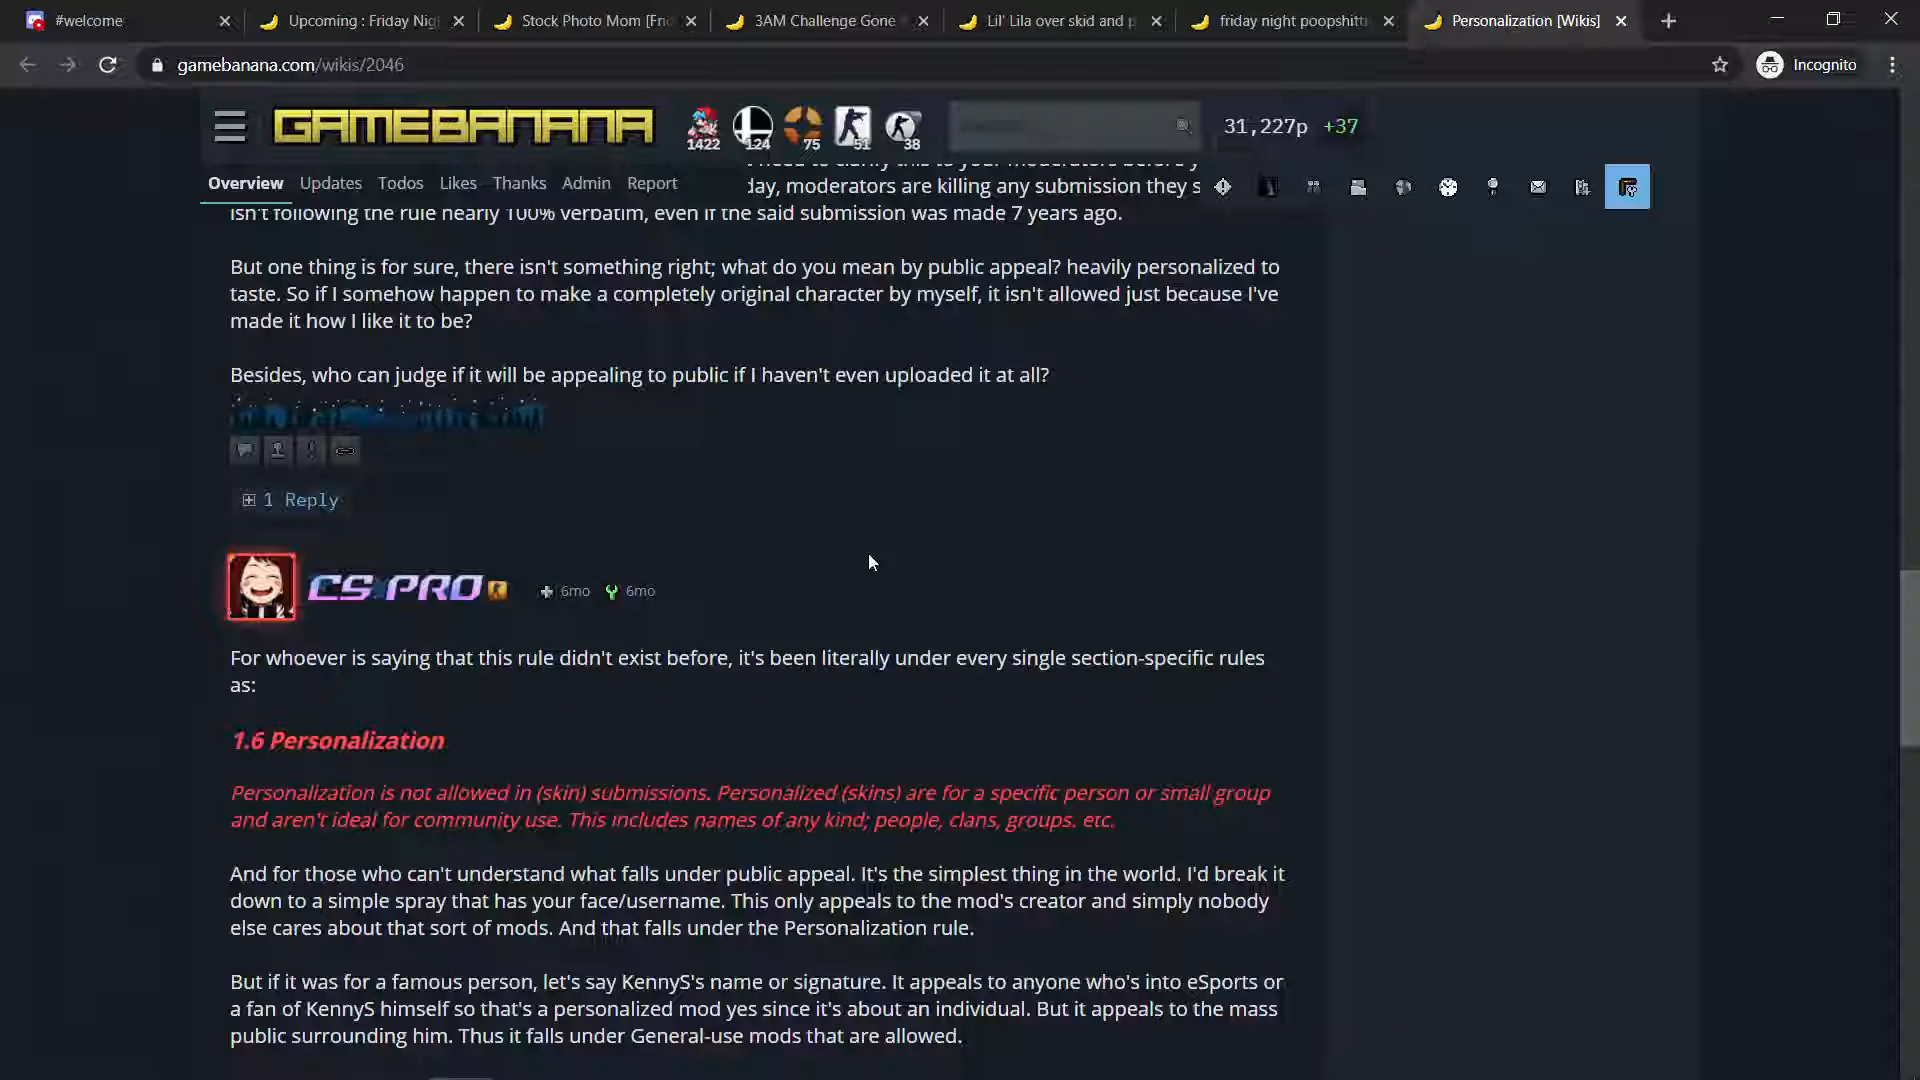 #welcome
Upcoming : Friday Nig
Stock Photo Mom [Fn
3AM Challenge Gone
Lil' Lila over skid and p
friday night poopshitt
Personalization [Wikis]
gamebanana.com/wikis/2046
Incognito
GAMEBANANA
1422
124
75
51
38
31,227p +37
Overview Updates Todos Likes Thanks Admin Report
need to clarify this to your moderators before y
day, moderators are killing any submission they s
isn't following the rule nearly 100% verbatim, even if the said submission was made 7 years ago.
But one thing is for sure, there isn't something right; what do you mean by public appeal? heavily personalized to
taste. So if I somehow happen to make a completely original character by myself, it isn't allowed just because I've
made it how I like it to be?
Besides, who can judge if it will be appealing to public if I haven't even uploaded it at all?
1 Reply
CS PRO
6mo 6mo
For whoever is saying that this rule didn't exist before, it's been literally under every single section-specific rules
as:
1.6 Personalization
Personalization is not allowed in (skin) submissions. Personalized (skins) are for a specific person or small group
and aren't ideal for community use. This includes names of any kind; people, clans, groups. etc.
And for those who can't understand what falls under public appeal. It's the simplest thing in the world. I'd break it
down to a simple spray that has your face/username. This only appeals to the mod's creator and simply nobody
else cares about that sort of mods. And that falls under the Personalization rule.
But if it was for a famous person, let's say KennyS's name or signature. It appeals to anyone who's into eSports or
a fan of KennyS himself so that's a personalized mod yes since it's about an individual. But it appeals to the mass
public surrounding him. Thus it falls under General-use mods that are allowed.